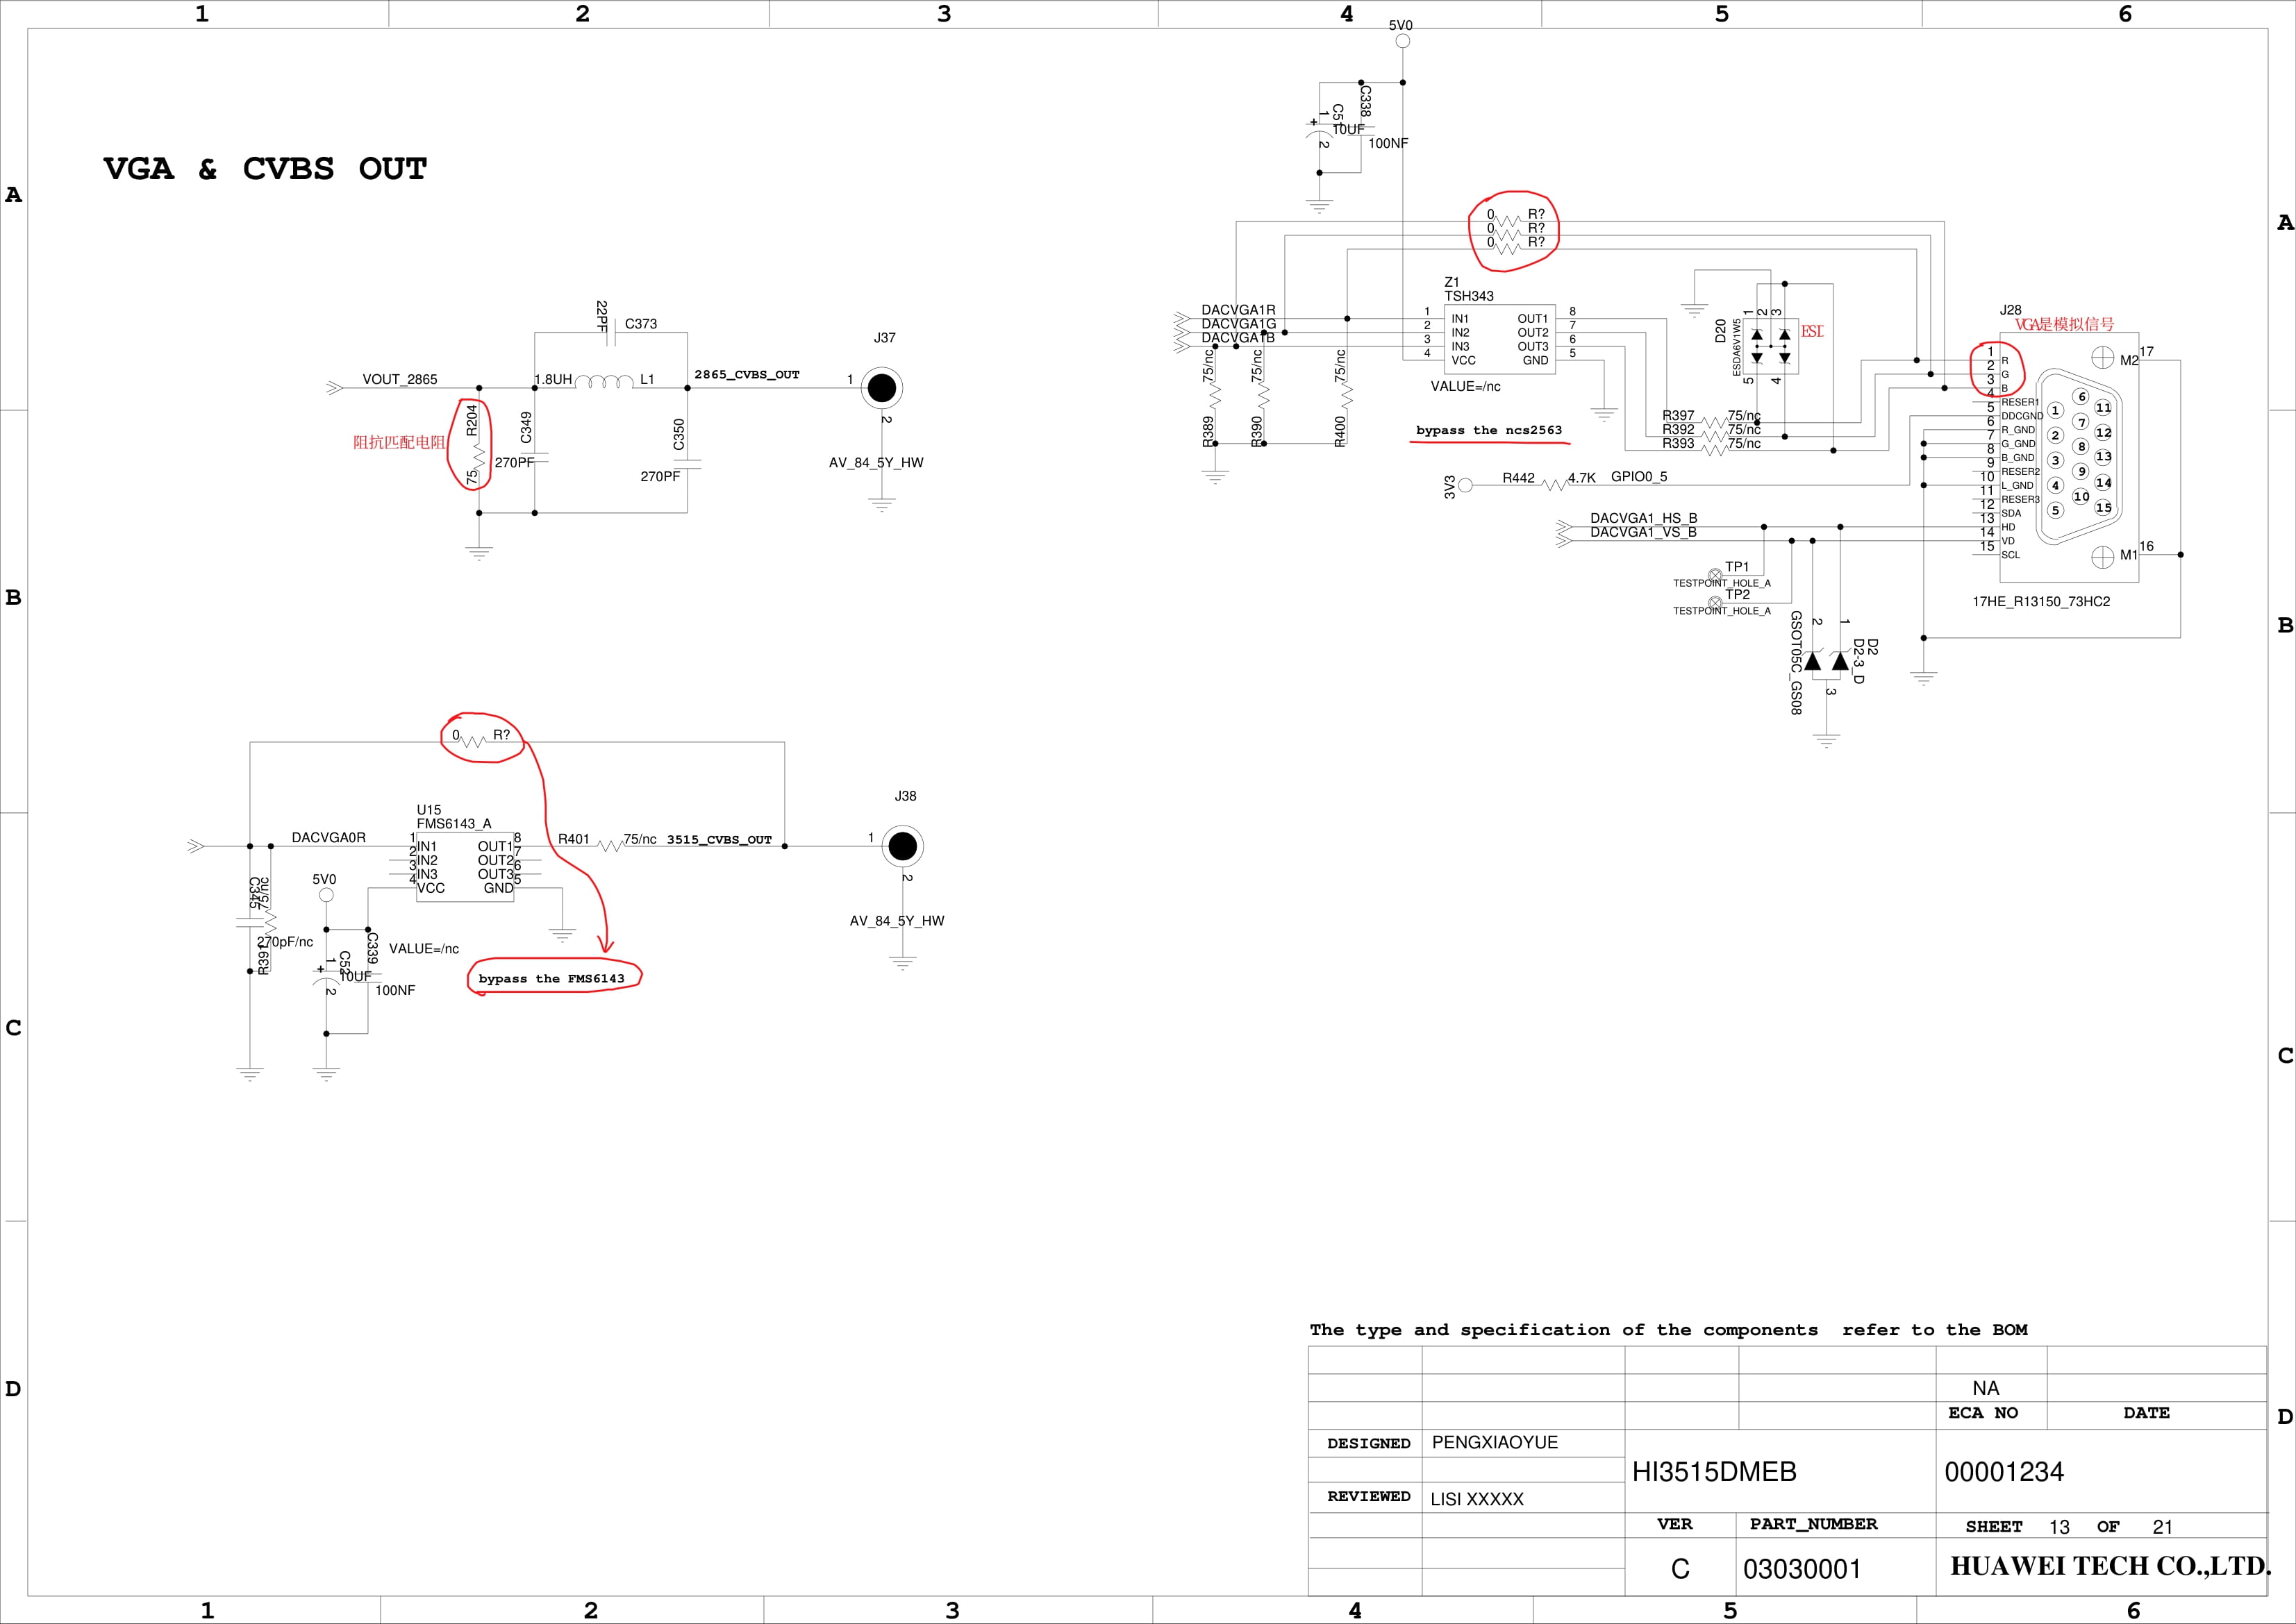 1 2 3 4 5 6
VGA & CVBS OUT
A
A
B
B
C
C
D
D
22PF
C373
VOUT_2865
1.8UH
L1
2865_CVBS_OUT
J37
1
2
AV_84_5Y_HW
阻抗匹配电阻
R204
75
C349
270PF
C350
270PF
0 R?
J38
DACVGA0R
U15
FMS6143_A
1 IN1 OUT1 8
2 IN2 OUT2 7
3 IN3 OUT3 6
4 VCC GND 5
R401 75/nc 3515_CVBS_OUT
1
2
AV_84_5Y_HW
C345
75/nc
270pF/nc
R391
5V0
1
C52
+
10UF
2
C339
100NF
VALUE=/nc
bypass the FMS6143
5V0
C338
1
C51
+
10UF
2
100NF
0 R?
0 R?
0 R?
Z1
TSH343
DACVGA1R
DACVGA1G
DACVGA1B
1 IN1 OUT1 8
2 IN2 OUT2 7
3 IN3 OUT3 6
4 VCC GND 5
VALUE=/nc
75/nc
75/nc
75/nc
R389
R390
R400
bypass the ncs2563
D20
ESDA6V1W5
1 2 3
5 4
ESD
R397 75/nc
R392 75/nc
R393 75/nc
3V3
R442 4.7K GPIO0_5
DACVGA1_HS_B
DACVGA1_VS_B
TP1
TESTPOINT_HOLE_A
TP2
TESTPOINT_HOLE_A
GSOT05C_GS08
2
1
D2
D2-3_D
3
J28
VGA是模拟信号
1 R
2 G
3 B
4 RESER1
5 DDCGND
6 R_GND
7 G_GND
8 B_GND
9 RESER2
10 L_GND
11 RESER3
12 SDA
13 HD
14 VD
15 SCL
M2 17
M1 16
1 2 3 4 5
6 7 8 9 10
11 12 13 14 15
17HE_R13150_73HC2
The type and specification of the components refer to the BOM
NA
ECA NO DATE
DESIGNED PENGXIAOYUE
HI3515DMEB 00001234
REVIEWED LISI XXXXX
VER PART_NUMBER SHEET 13 OF 21
C 03030001 HUAWEI TECH CO.,LTD.
1 2 3 4 5 6